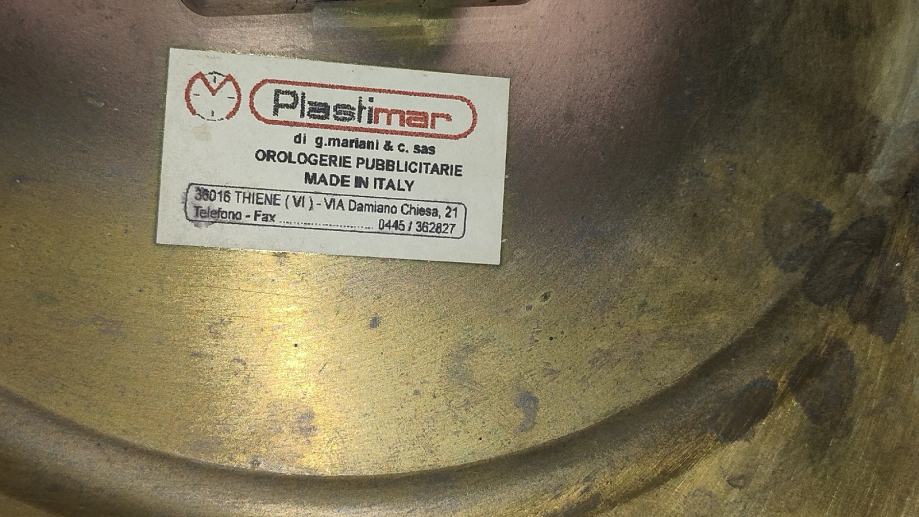 Plastimar
di g.mariani & c. sas
OROLOGERIE PUBBLICITARIE
MADE IN ITALY
36016 THIENE ( VI ) - VIA Damiano Chiesa, 21
Telefono - Fax ........................ 0445 / 362827